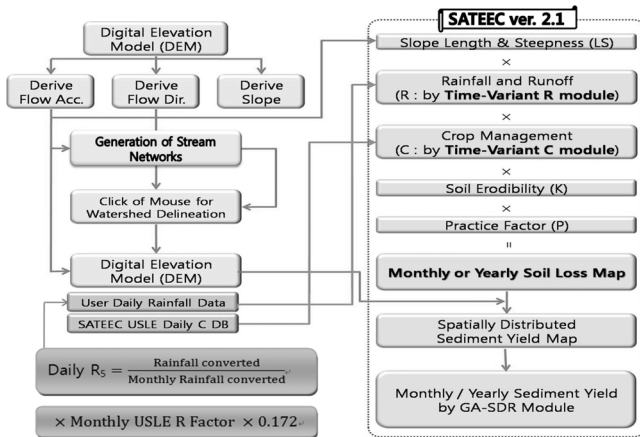 SATEEC ver. 2.1
Digital Elevation
Model (DEM)
Derive
Flow Acc.
Derive
Flow Dir.
Derive
Slope
Generation of Stream
Networks
Click of Mouse for
Watershed Delineation
Digital Elevation
Model (DEM)
User Daily Rainfall Data
SATEEC USLE Daily C DB
Daily R5 = Rainfall converted
Monthly Rainfall converted
× Monthly USLE R Factor × 0.172
Slope Length & Steepness (LS)
×
Rainfall and Runoff
(R : by Time-Variant R module)
×
Crop Management
(C : by Time-Variant C module)
×
Soil Erodibility (K)
×
Practice Factor (P)
=
Monthly or Yearly Soil Loss Map
Spatially Distributed
Sediment Yield Map
Monthly / Yearly Sediment Yield
by GA-SDR Module